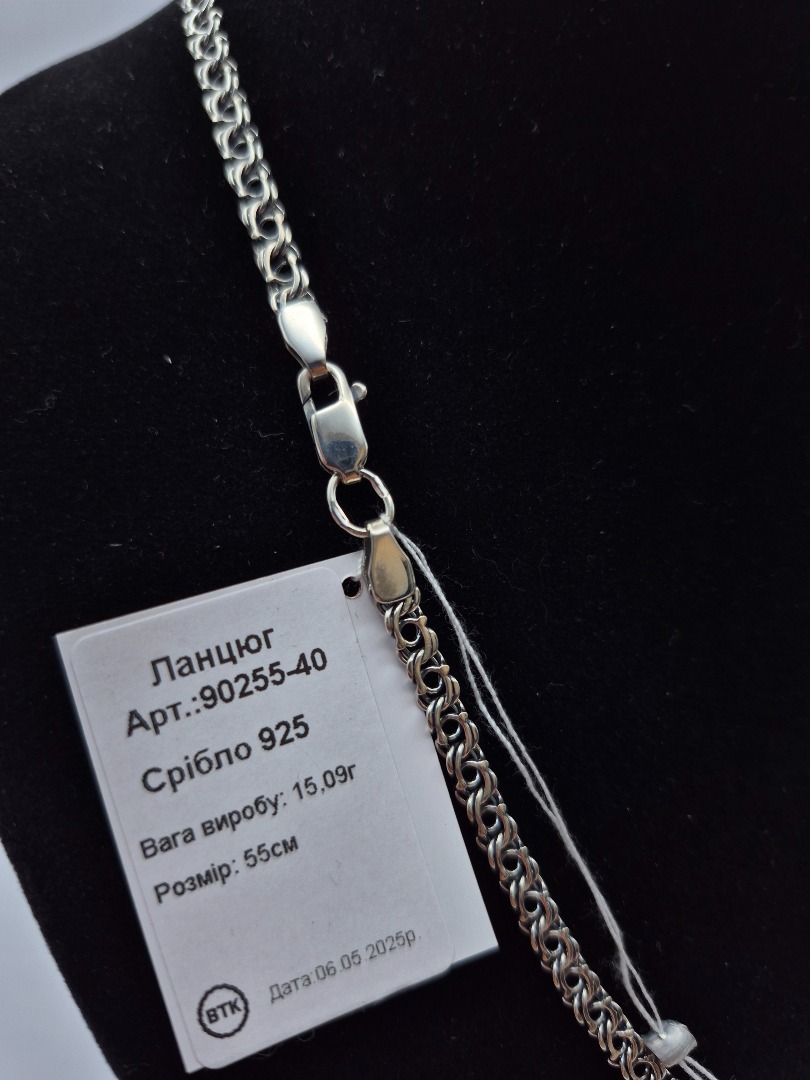 Ланцюг
Арт.:90255-40
Срібло 925
Вага виробу: 15,09г
Розмір: 55см
Дата:06.05.2025р.
ВТК